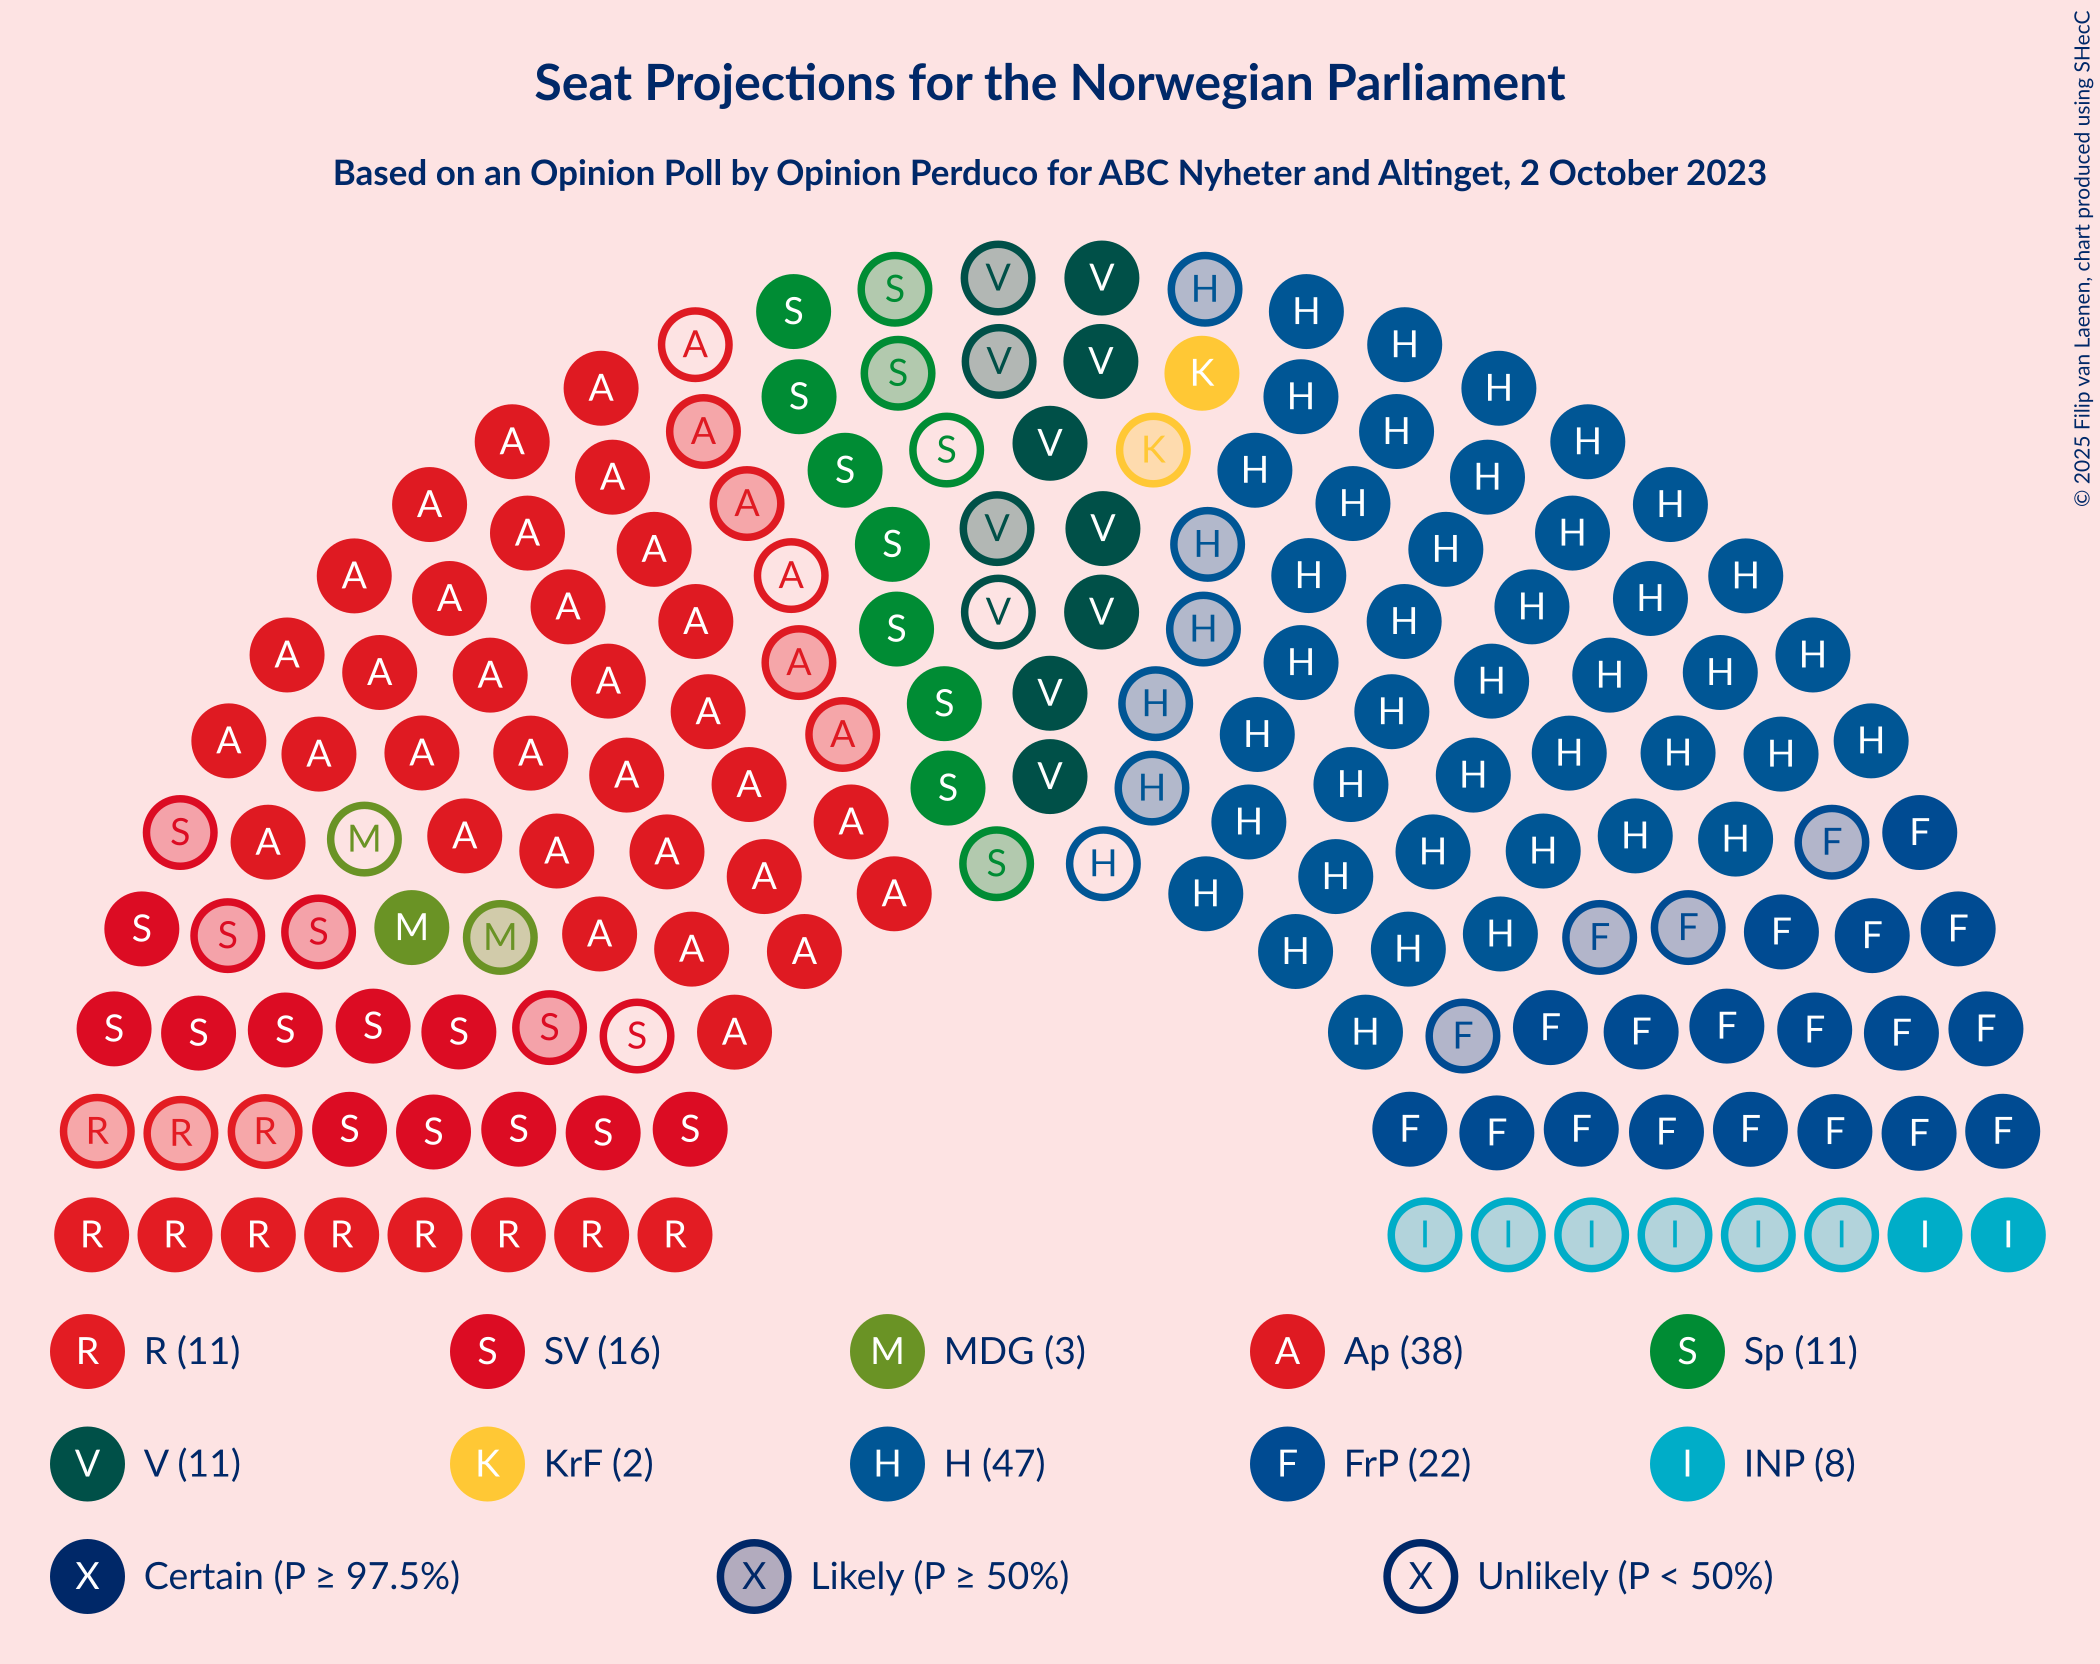 Seat Projections for the Norwegian Parliament
Based on an Opinion Poll by Opinion Perduco for ABC Nyheter and Altinget, 2 October 2023
© 2025 Filip van Laenen, chart produced using SHecC
S S V V H H
A A S S V V K H H H
A A A S S V K H H H H
A A A A S V V H H H H H
A A A A A S V V H H H H H H
A A A A A A S V H H H H H H H
A A A A A A A S V H H H H H H H H
S A M A A A A A A S H H H H H H H H F F
S S S M M A A A H H H F F F F F
S S S S S S S A H F F F F F F F
R R R S S S S S F F F F F F F F
R R R R R R R R I I I I I I I I
R R (11) S SV (16) M MDG (3) A Ap (38) S Sp (11)
V V (11) K KrF (2) H H (47) F FrP (22) I INP (8)
X Certain (P ≥ 97.5%) X Likely (P ≥ 50%) X Unlikely (P < 50%)